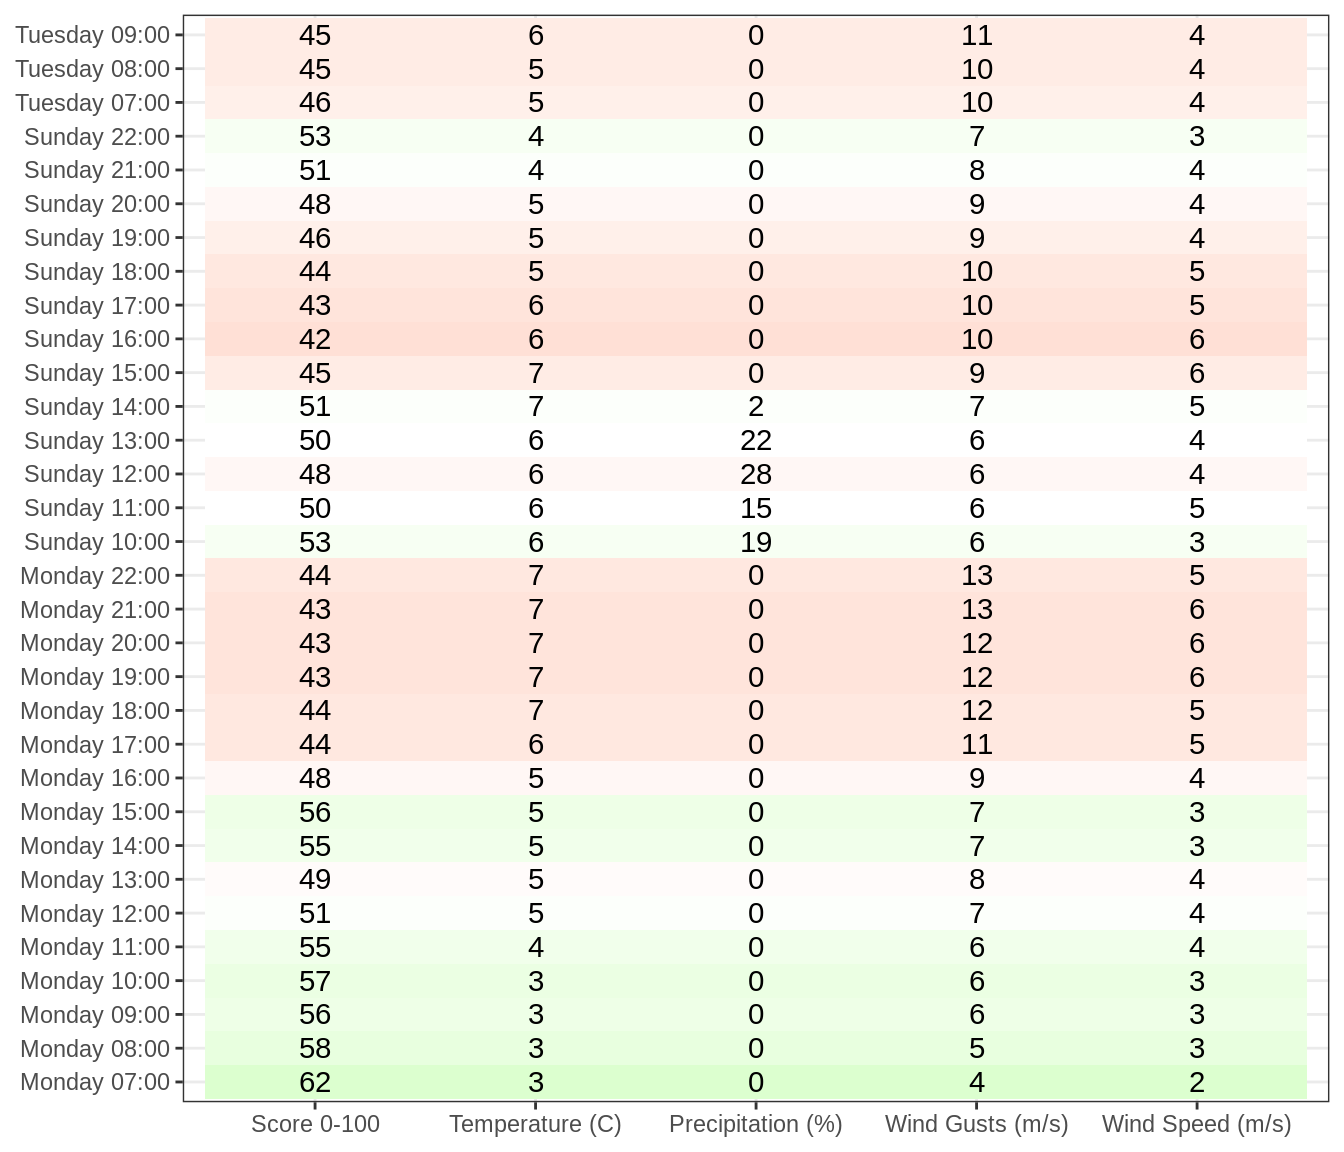 Tuesday 09:00 45 6 0 11 4
Tuesday 08:00 45 5 0 10 4
Tuesday 07:00 46 5 0 10 4
Sunday 22:00 53 4 0 7 3
Sunday 21:00 51 4 0 8 4
Sunday 20:00 48 5 0 9 4
Sunday 19:00 46 5 0 9 4
Sunday 18:00 44 5 0 10 5
Sunday 17:00 43 6 0 10 5
Sunday 16:00 42 6 0 10 6
Sunday 15:00 45 7 0 9 6
Sunday 14:00 51 7 2 7 5
Sunday 13:00 50 6 22 6 4
Sunday 12:00 48 6 28 6 4
Sunday 11:00 50 6 15 6 5
Sunday 10:00 53 6 19 6 3
Monday 22:00 44 7 0 13 5
Monday 21:00 43 7 0 13 6
Monday 20:00 43 7 0 12 6
Monday 19:00 43 7 0 12 6
Monday 18:00 44 7 0 12 5
Monday 17:00 44 6 0 11 5
Monday 16:00 48 5 0 9 4
Monday 15:00 56 5 0 7 3
Monday 14:00 55 5 0 7 3
Monday 13:00 49 5 0 8 4
Monday 12:00 51 5 0 7 4
Monday 11:00 55 4 0 6 4
Monday 10:00 57 3 0 6 3
Monday 09:00 56 3 0 6 3
Monday 08:00 58 3 0 5 3
Monday 07:00 62 3 0 4 2
Score 0-100 Temperature (C) Precipitation (%) Wind Gusts (m/s) Wind Speed (m/s)